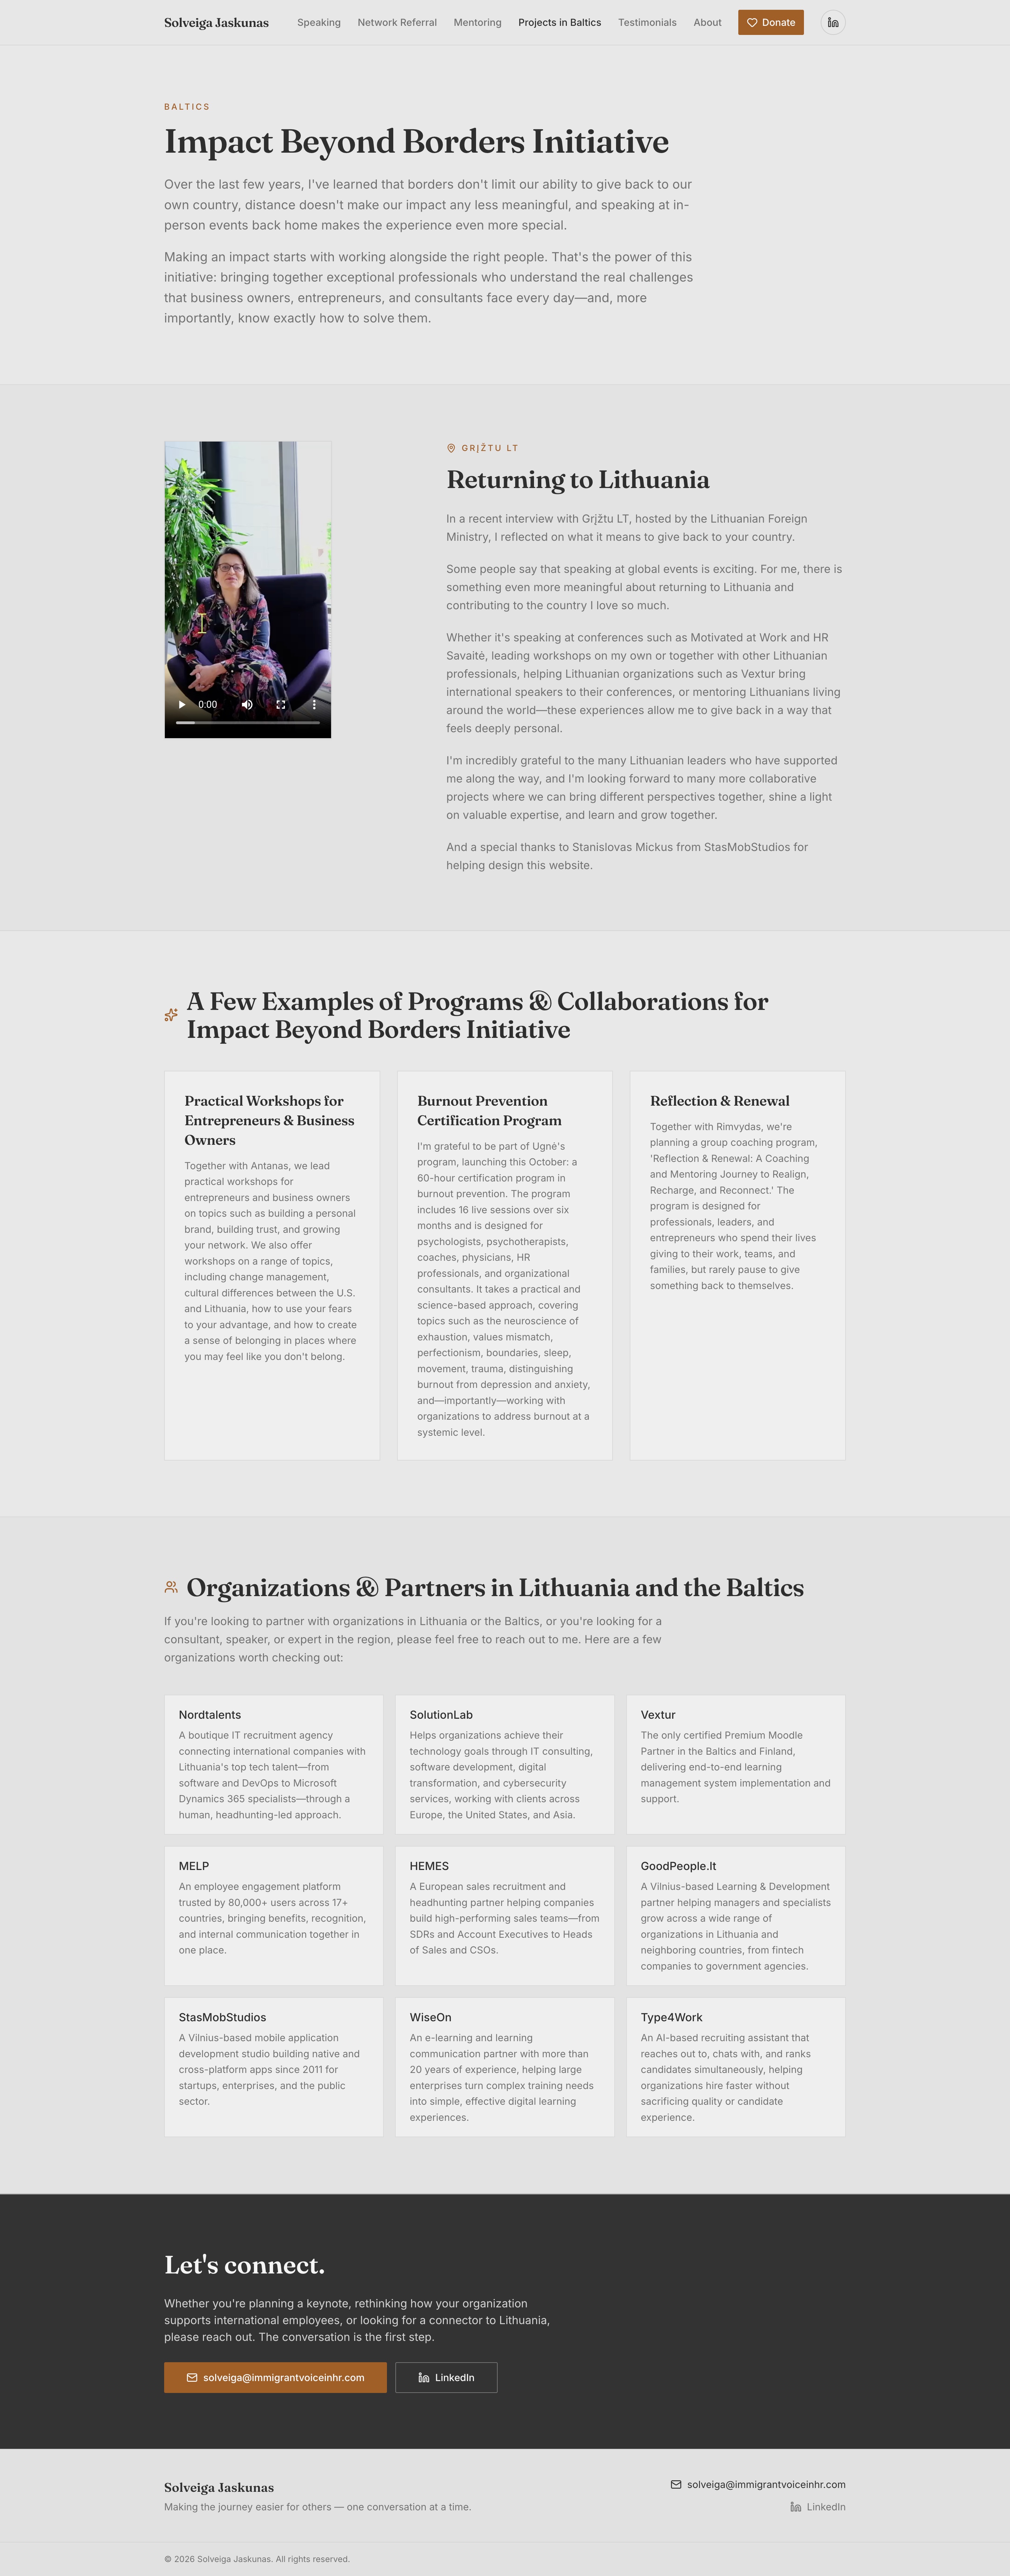 Solveiga Jaskunas
Speaking
Network Referral
Mentoring
Projects in Baltics
Testimonials
About
Donate
BALTICS
Impact Beyond Borders Initiative
Over the last few years, I've learned that borders don't limit our ability to give back to our
own country, distance doesn't make our impact any less meaningful, and speaking at in-
person events back home makes the experience even more special.
Making an impact starts with working alongside the right people. That's the power of this
initiative: bringing together exceptional professionals who understand the real challenges
that business owners, entrepreneurs, and consultants face every day—and, more
importantly, know exactly how to solve them.
0:00
GRĮŽTU LT
Returning to Lithuania
In a recent interview with Grįžtu LT, hosted by the Lithuanian Foreign
Ministry, I reflected on what it means to give back to your country.
Some people say that speaking at global events is exciting. For me, there is
something even more meaningful about returning to Lithuania and
contributing to the country I love so much.
Whether it's speaking at conferences such as Motivated at Work and HR
Savaitė, leading workshops on my own or together with other Lithuanian
professionals, helping Lithuanian organizations such as Vextur bring
international speakers to their conferences, or mentoring Lithuanians living
around the world—these experiences allow me to give back in a way that
feels deeply personal.
I'm incredibly grateful to the many Lithuanian leaders who have supported
me along the way, and I'm looking forward to many more collaborative
projects where we can bring different perspectives together, shine a light
on valuable expertise, and learn and grow together.
And a special thanks to Stanislovas Mickus from StasMobStudios for
helping design this website.
A Few Examples of Programs & Collaborations for
Impact Beyond Borders Initiative
Practical Workshops for
Entrepreneurs & Business
Owners
Together with Antanas, we lead
practical workshops for
entrepreneurs and business owners
on topics such as building a personal
brand, building trust, and growing
your network. We also offer
workshops on a range of topics,
including change management,
cultural differences between the U.S.
and Lithuania, how to use your fears
to your advantage, and how to create
a sense of belonging in places where
you may feel like you don't belong.
Burnout Prevention
Certification Program
I'm grateful to be part of Ugnė's
program, launching this October: a
60-hour certification program in
burnout prevention. The program
includes 16 live sessions over six
months and is designed for
psychologists, psychotherapists,
coaches, physicians, HR
professionals, and organizational
consultants. It takes a practical and
science-based approach, covering
topics such as the neuroscience of
exhaustion, values mismatch,
perfectionism, boundaries, sleep,
movement, trauma, distinguishing
burnout from depression and anxiety,
and—importantly—working with
organizations to address burnout at a
systemic level.
Reflection & Renewal
Together with Rimvydas, we're
planning a group coaching program,
'Reflection & Renewal: A Coaching
and Mentoring Journey to Realign,
Recharge, and Reconnect.' The
program is designed for
professionals, leaders, and
entrepreneurs who spend their lives
giving to their work, teams, and
families, but rarely pause to give
something back to themselves.
Organizations & Partners in Lithuania and the Baltics
If you're looking to partner with organizations in Lithuania or the Baltics, or you're looking for a
consultant, speaker, or expert in the region, please feel free to reach out to me. Here are a few
organizations worth checking out:
Nordtalents
A boutique IT recruitment agency
connecting international companies with
Lithuania's top tech talent—from
software and DevOps to Microsoft
Dynamics 365 specialists—through a
human, headhunting-led approach.
SolutionLab
Helps organizations achieve their
technology goals through IT consulting,
software development, digital
transformation, and cybersecurity
services, working with clients across
Europe, the United States, and Asia.
Vextur
The only certified Premium Moodle
Partner in the Baltics and Finland,
delivering end-to-end learning
management system implementation and
support.
MELP
An employee engagement platform
trusted by 80,000+ users across 17+
countries, bringing benefits, recognition,
and internal communication together in
one place.
HEMES
A European sales recruitment and
headhunting partner helping companies
build high-performing sales teams—from
SDRs and Account Executives to Heads
of Sales and CSOs.
GoodPeople.lt
A Vilnius-based Learning & Development
partner helping managers and specialists
grow across a wide range of
organizations in Lithuania and
neighboring countries, from fintech
companies to government agencies.
StasMobStudios
A Vilnius-based mobile application
development studio building native and
cross-platform apps since 2011 for
startups, enterprises, and the public
sector.
WiseOn
An e-learning and learning
communication partner with more than
20 years of experience, helping large
enterprises turn complex training needs
into simple, effective digital learning
experiences.
Type4Work
An AI-based recruiting assistant that
reaches out to, chats with, and ranks
candidates simultaneously, helping
organizations hire faster without
sacrificing quality or candidate
experience.
Let's connect.
Whether you're planning a keynote, rethinking how your organization
supports international employees, or looking for a connector to Lithuania,
please reach out. The conversation is the first step.
solveiga@immigrantvoiceinhr.com
LinkedIn
Solveiga Jaskunas
Making the journey easier for others — one conversation at a time.
solveiga@immigrantvoiceinhr.com
LinkedIn
© 2026 Solveiga Jaskunas. All rights reserved.